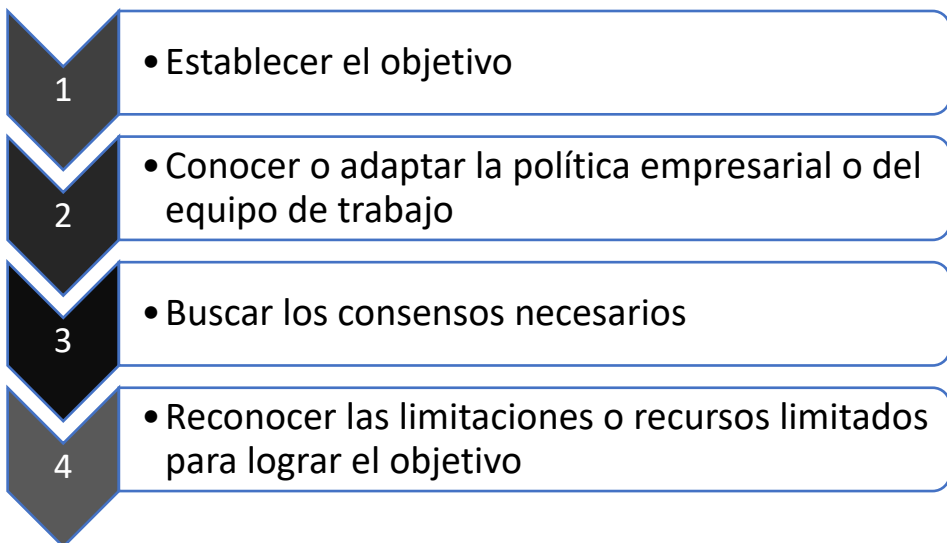 1
• Establecer el objetivo
2
• Conocer o adaptar la política empresarial o del
equipo de trabajo
3
• Buscar los consensos necesarios
4
• Reconocer las limitaciones o recursos limitados
para lograr el objetivo